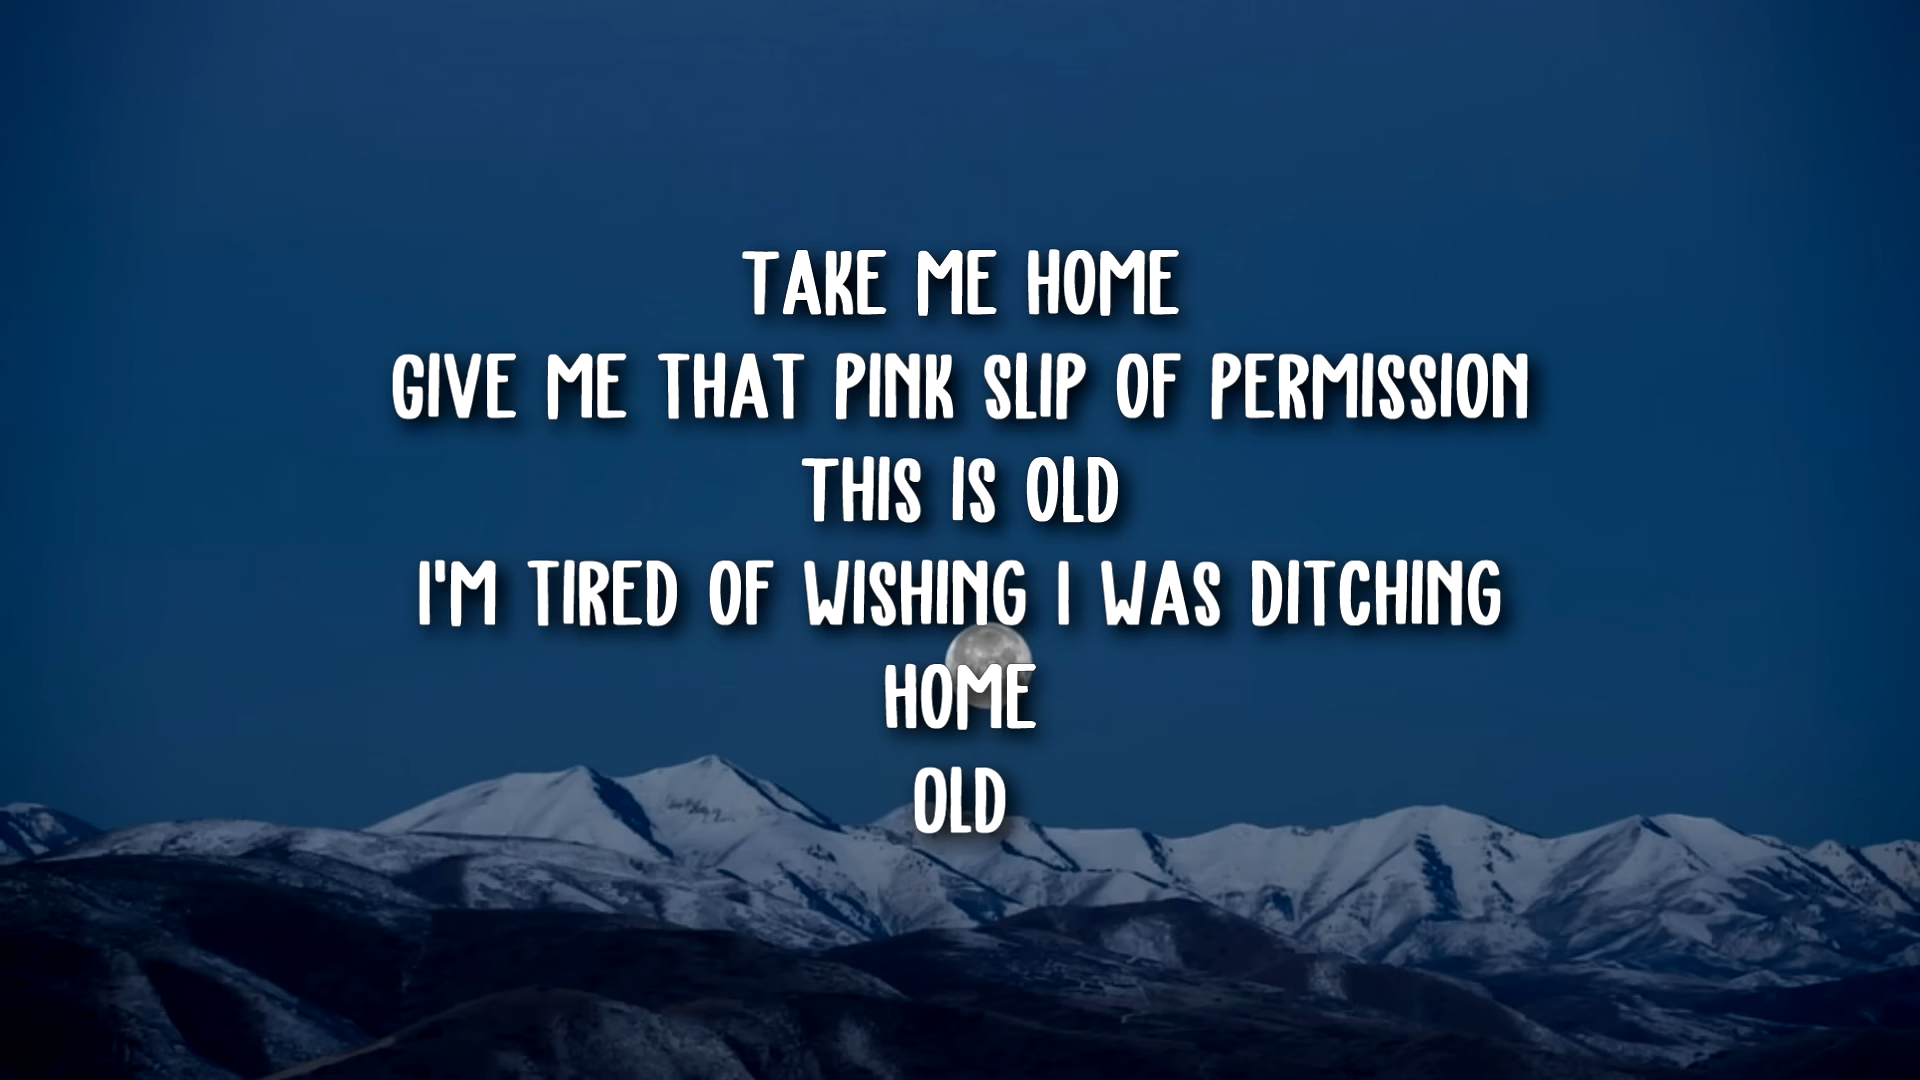 TAKE ME HOME
GIVE ME THAT PINK SLIP OF PERMISSION
THIS IS OLD
I'M TIRED OF WISHING I WAS DITCHING
HOME
OLD